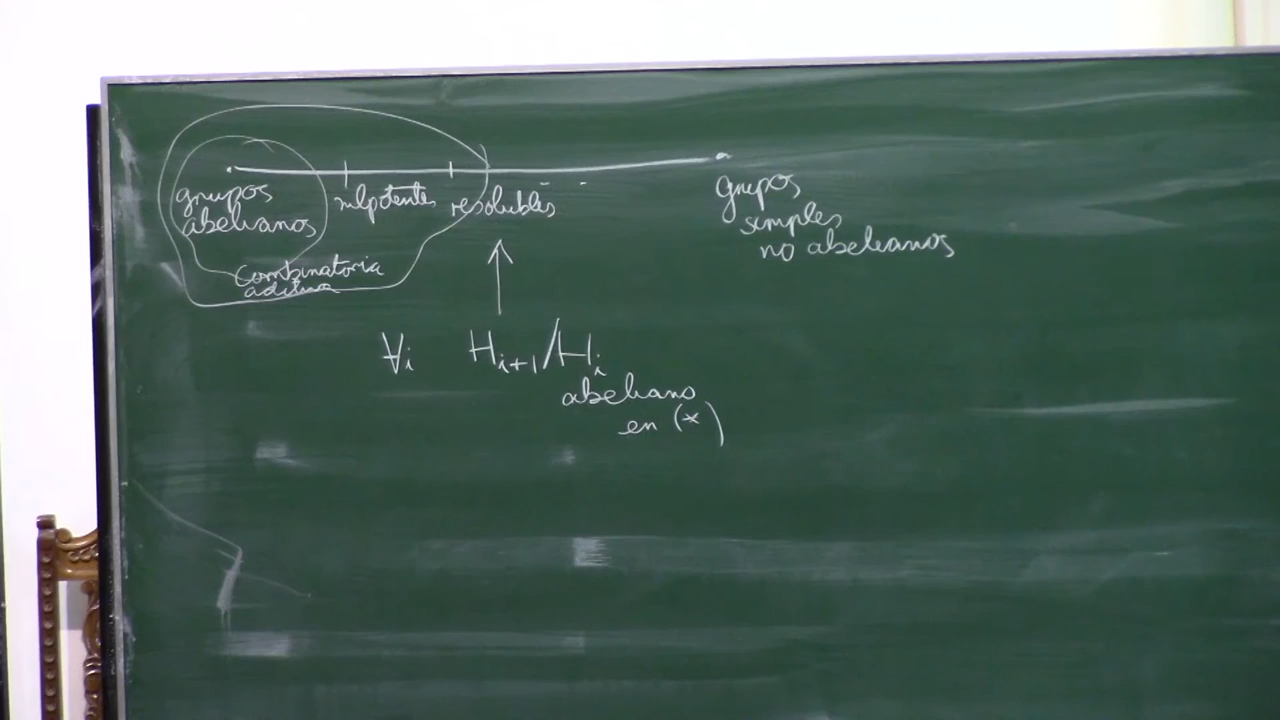 grupos
abelianos
nilpotentes
resolubles
grupos
simples
no abelianos
combinatoria
aditiva
∀i H_{i+1}/H_i
abeliano
en (*)